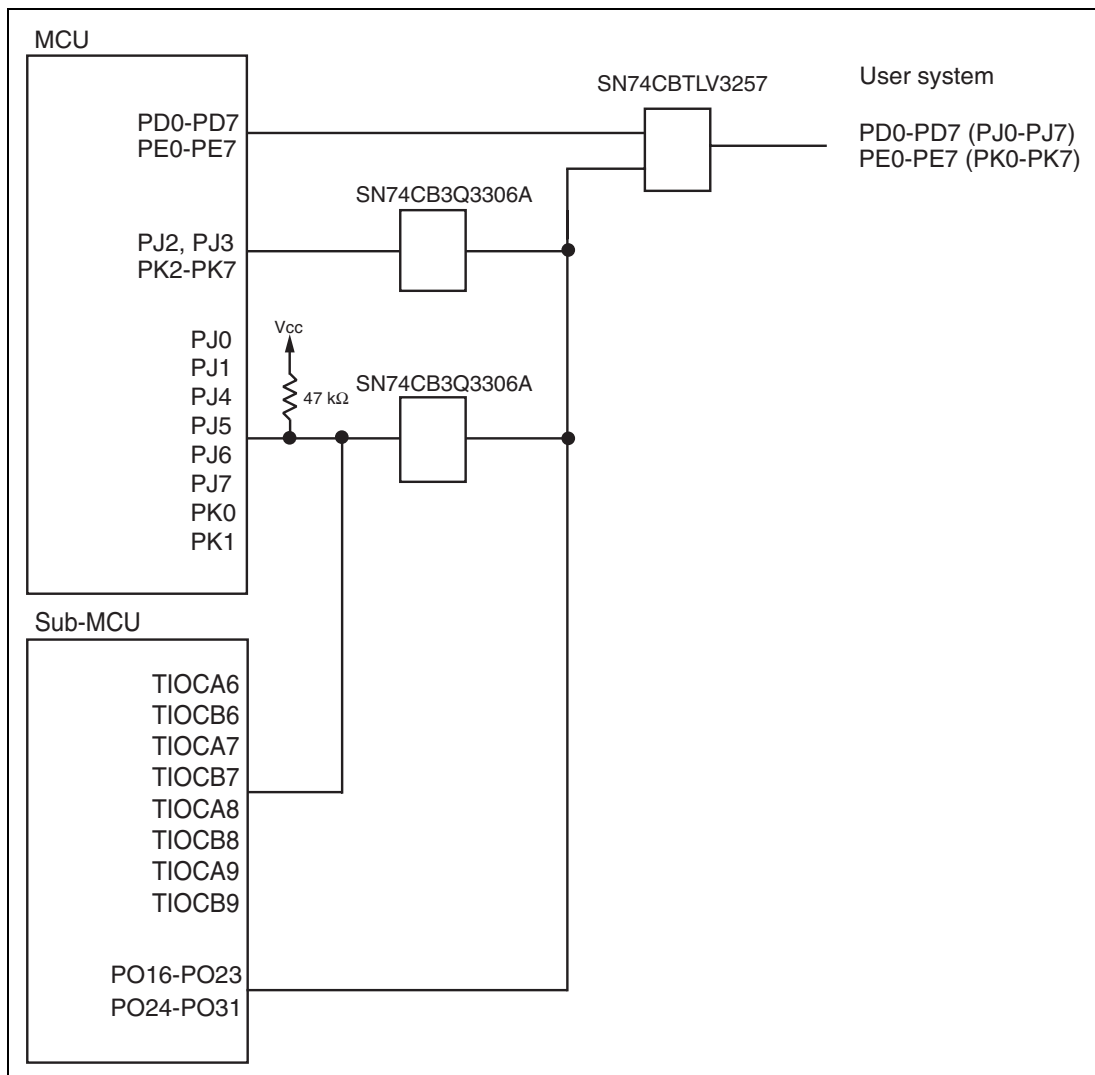 MCU
SN74CBTLV3257
User system
PD0-PD7
PE0-PE7
PD0-PD7 (PJ0-PJ7)
PE0-PE7 (PK0-PK7)
SN74CB3Q3306A
PJ2, PJ3
PK2-PK7
PJ0
PJ1
PJ4
PJ5
PJ6
PJ7
PK0
PK1
Vcc
47 kΩ
SN74CB3Q3306A
Sub-MCU
TIOCA6
TIOCB6
TIOCA7
TIOCB7
TIOCA8
TIOCB8
TIOCA9
TIOCB9
PO16-PO23
PO24-PO31